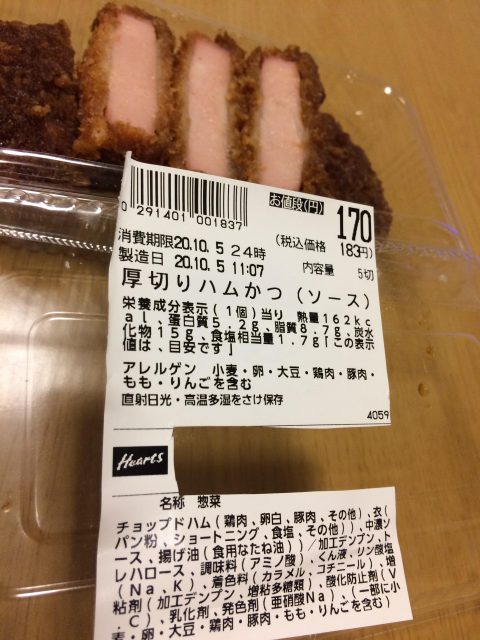 0 291401 001837
お値段(円)
170
(税込価格 183円)
消費期限20.10. 5 24時
製造日 20.10. 5 11:07
内容量 5切
厚切りハムかつ(ソース)
栄養成分表示(1個)当り 熱量162kc
al、蛋白質5.2g、脂質8.7g、炭水
化物15g、食塩相当量1.7g「この表示
値は、目安です」
アレルゲン 小麦・卵・大豆・鶏肉・豚肉・
もも・りんごを含む
直射日光・高温多湿をさけ保存
4059
Hearts
名称 惣菜
チョップドハム(鶏肉、卵白、豚肉、その他)、衣(
パン粉、ショートニング、食塩、その他))、中濃ソ
ース、揚げ油(食用なたね油))/加工デンプン、ト
レハロース、調味料(アミノ酸)、くん液、リン酸塩
(Na、K)、着色料(カラメル、コチニール)、増
粘剤(加工デンプン、増粘多糖類)、酸化防止剤(V
.C)、乳化剤、発色剤(亜硝酸Na)、(一部に小
麦・卵・大豆・鶏肉・豚肉・もも・りんごを含む)